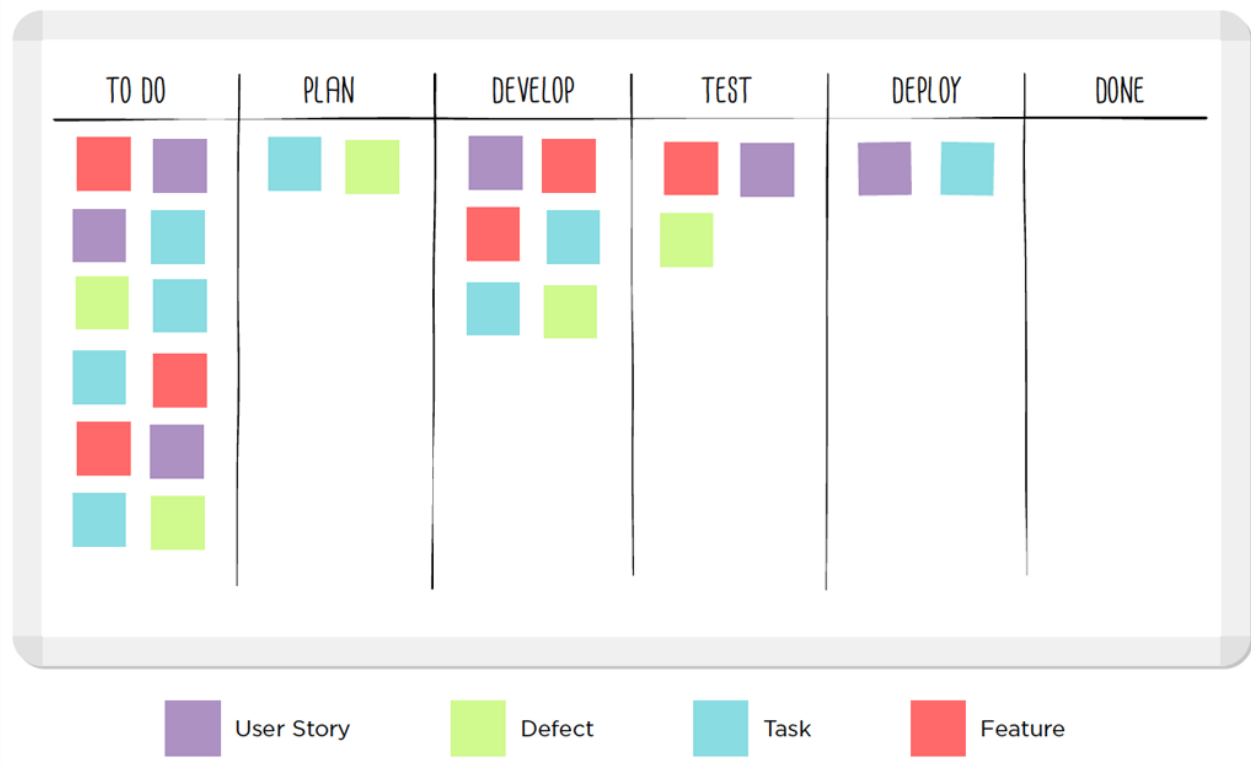 TO DO
PLAN
DEVELOP
TEST
DEPLOY
DONE
User Story
Defect
Task
Feature